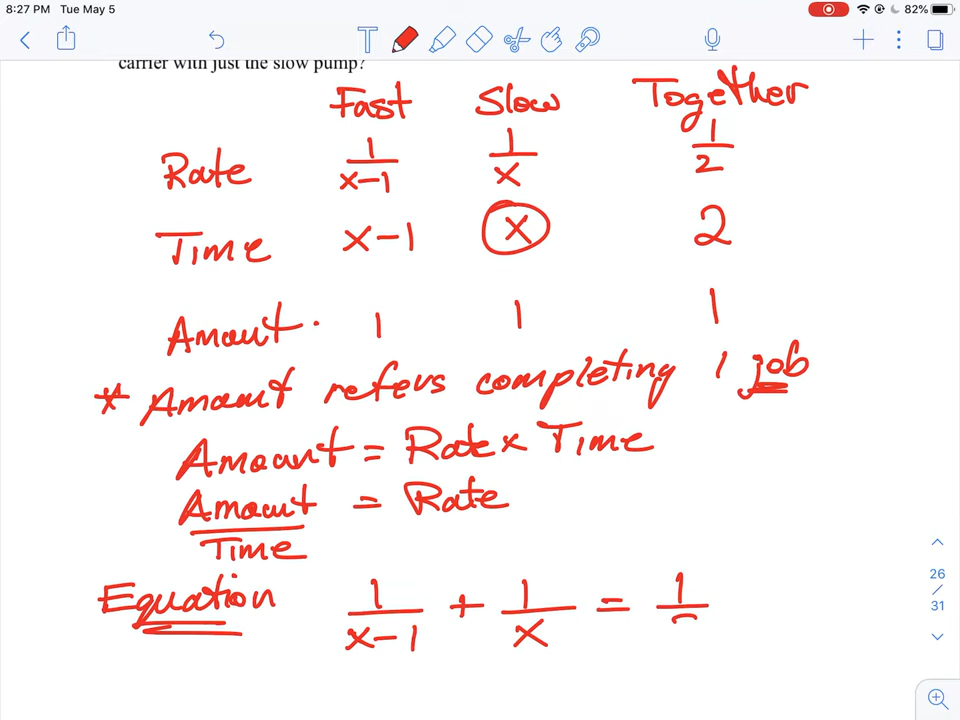 8:27 PM Tue May 5 82%
carrier with just the slow pump?
Fast Slow Together
Rate 1/x-1 1/x 1/2
Time x-1 x 2
Amout 1 1 1
* Amount refers completing 1 job
Amount = Rate x Time
Amount/Time = Rate
Equation 1/x-1 + 1/x = 1/
26
/
31